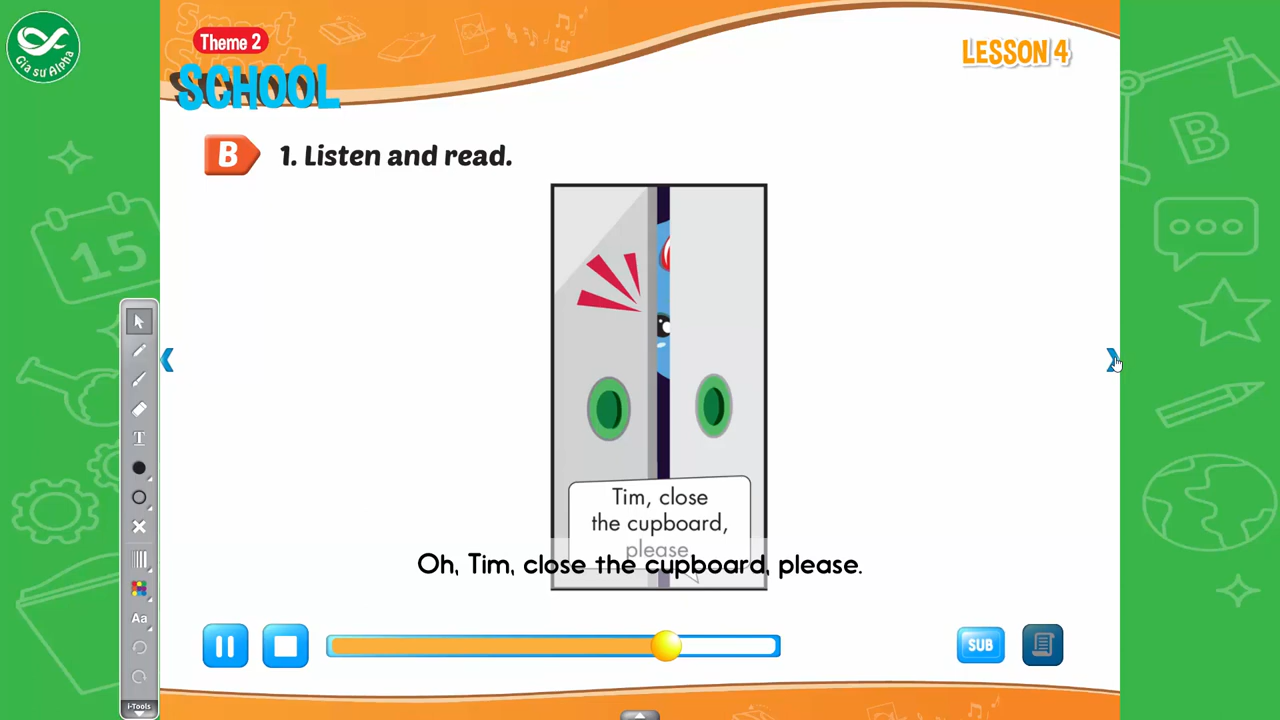 Gia sư Alpha
Theme 2
SCHOOL
LESSON 4
B
1. Listen and read.
15
B
Tim, close
the cupboard,
please.
Oh, Tim, close the cupboard, please.
SUB
T
Aa
i-Tools